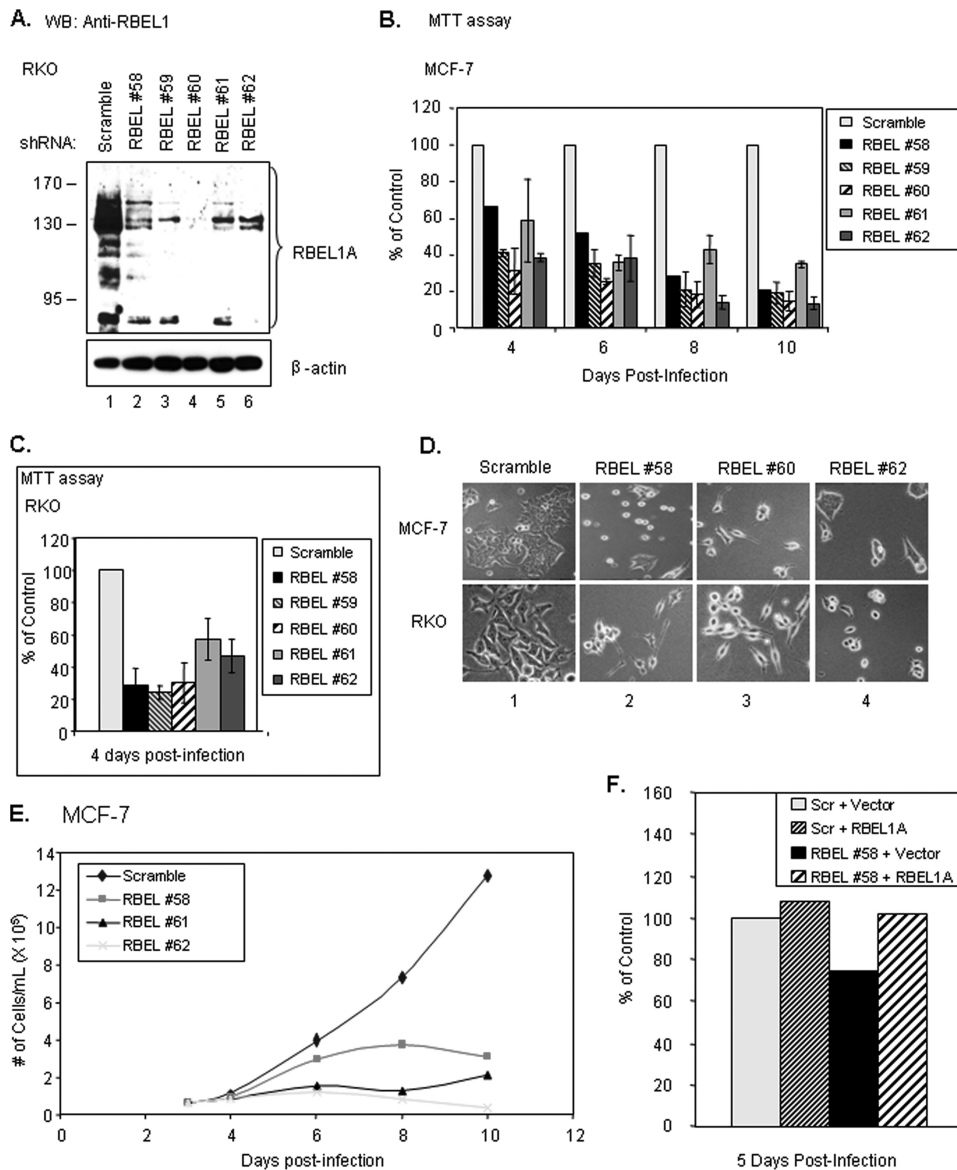 A. WB: Anti-RBEL1
RKO
shRNA:
Scramble
RBEL #58
RBEL #59
RBEL #60
RBEL #61
RBEL #62
170 –
130 –
95 –
RBEL1A
β-actin
1 2 3 4 5 6
B. MTT assay
MCF-7
% of Control
120
100
80
60
40
20
0
4 6 8 10
Days Post-Infection
Scramble
RBEL #58
RBEL #59
RBEL #60
RBEL #61
RBEL #62
C.
MTT assay
RKO
% of Control
120
100
80
60
40
20
0
4 days post-infection
Scramble
RBEL #58
RBEL #59
RBEL #60
RBEL #61
RBEL #62
D.
Scramble RBEL #58 RBEL #60 RBEL #62
MCF-7
RKO
1 2 3 4
E. MCF-7
# of Cells/mL (X 10⁵)
14
12
10
8
6
4
2
0
0 2 4 6 8 10 12
Days post-infection
Scramble
RBEL #58
RBEL #61
RBEL #62
F.
% of Control
160
140
120
100
80
60
40
20
0
Scr + Vector
Scr + RBEL1A
RBEL #58 + Vector
RBEL #58 + RBEL1A
5 Days Post-Infection